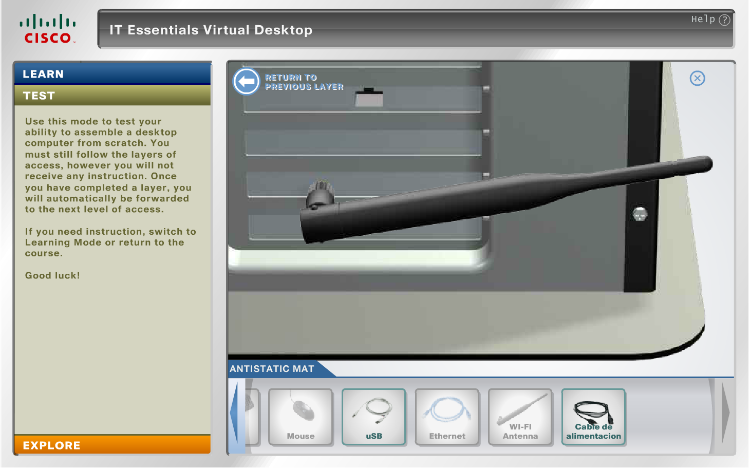 CISCO
IT Essentials Virtual Desktop
Help ?
LEARN
TEST
Use this mode to test your
ability to assemble a desktop
computer from scratch. You
must still follow the layers of
access, however you will not
receive any instruction. Once
you have completed a layer, you
will automatically be forwarded
to the next level of access.
If you need instruction, switch to
Learning Mode or return to the
course.
Good luck!
EXPLORE
RETURN TO
PREVIOUS LAYER
ANTISTATIC MAT
Mouse
uSB
Ethernet
WI-FI
Antenna
Cable de
alimentacion